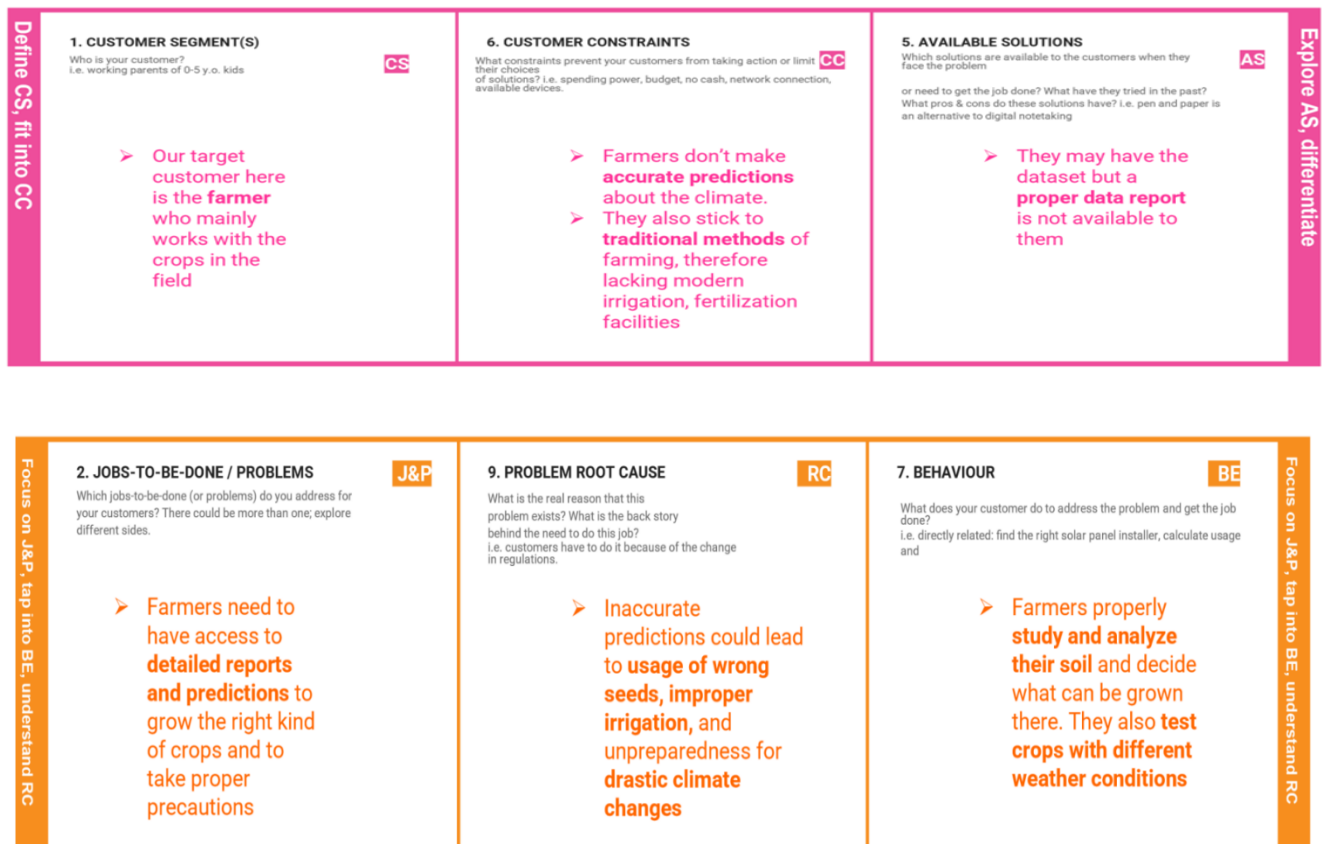 Define CS, fit into CC
1. CUSTOMER SEGMENT(S)
Who is your customer?
i.e. working parents of 0-5 y.o. kids
CS
Our target
customer here
is the farmer
who mainly
works with the
crops in the
field
6. CUSTOMER CONSTRAINTS
What constraints prevent your customers from taking action or limit
their choices
of solutions? i.e. spending power, budget, no cash, network connection,
available devices.
CC
Farmers don't make
accurate predictions
about the climate.
They also stick to
traditional methods of
farming, therefore
lacking modern
irrigation, fertilization
facilities
5. AVAILABLE SOLUTIONS
Which solutions are available to the customers when they
face the problem
or need to get the job done? What have they tried in the past?
What pros & cons do these solutions have? i.e. pen and paper is
an alternative to digital notetaking
AS
They may have the
dataset but a
proper data report
is not available to
them
Explore AS, differentiate
Focus on J&P, tap into BE, understand RC
2. JOBS-TO-BE-DONE / PROBLEMS
J&P
Which jobs-to-be-done (or problems) do you address for
your customers? There could be more than one; explore
different sides.
Farmers need to
have access to
detailed reports
and predictions to
grow the right kind
of crops and to
take proper
precautions
9. PROBLEM ROOT CAUSE
RC
What is the real reason that this
problem exists? What is the back story
behind the need to do this job?
i.e. customers have to do it because of the change
in regulations.
Inaccurate
predictions could lead
to usage of wrong
seeds, improper
irrigation, and
unpreparedness for
drastic climate
changes
7. BEHAVIOUR
BE
What does your customer do to address the problem and get the job
done?
i.e. directly related: find the right solar panel installer, calculate usage
and
Farmers properly
study and analyze
their soil and decide
what can be grown
there. They also test
crops with different
weather conditions
Focus on J&P, tap into BE, understand RC